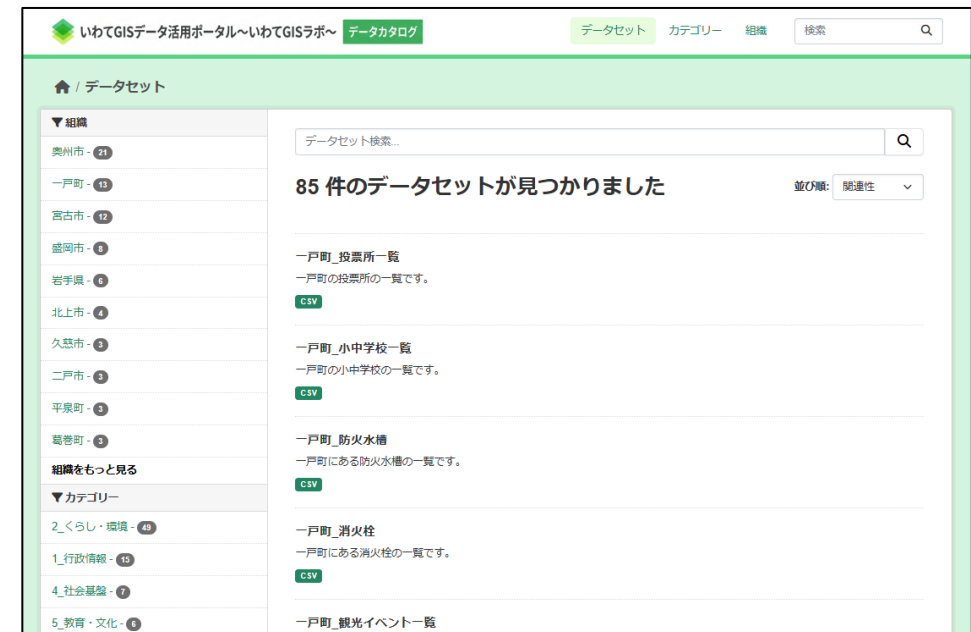 いわてGISデータ活用ポータル～いわてGISラボ～ データカタログ
データセット カテゴリー 組織 検索
/ データセット
▼組織
奥州市 - 21
一戸町 - 13
宮古市 - 12
盛岡市 - 8
岩手県 - 6
北上市 - 4
久慈市 - 3
二戸市 - 3
平泉町 - 3
葛巻町 - 3
組織をもっと見る
▼カテゴリー
2_くらし・環境 - 49
1_行政情報 - 15
4_社会基盤 - 7
5_教育・文化 - 6
データセット検索...
85 件のデータセットが見つかりました
並び順: 関連性
一戸町_投票所一覧
一戸町の投票所の一覧です。
CSV
一戸町_小中学校一覧
一戸町の小中学校の一覧です。
CSV
一戸町_防火水槽
一戸町にある防火水槽の一覧です。
CSV
一戸町_消火栓
一戸町にある消火栓の一覧です。
CSV
一戸町_観光イベント一覧